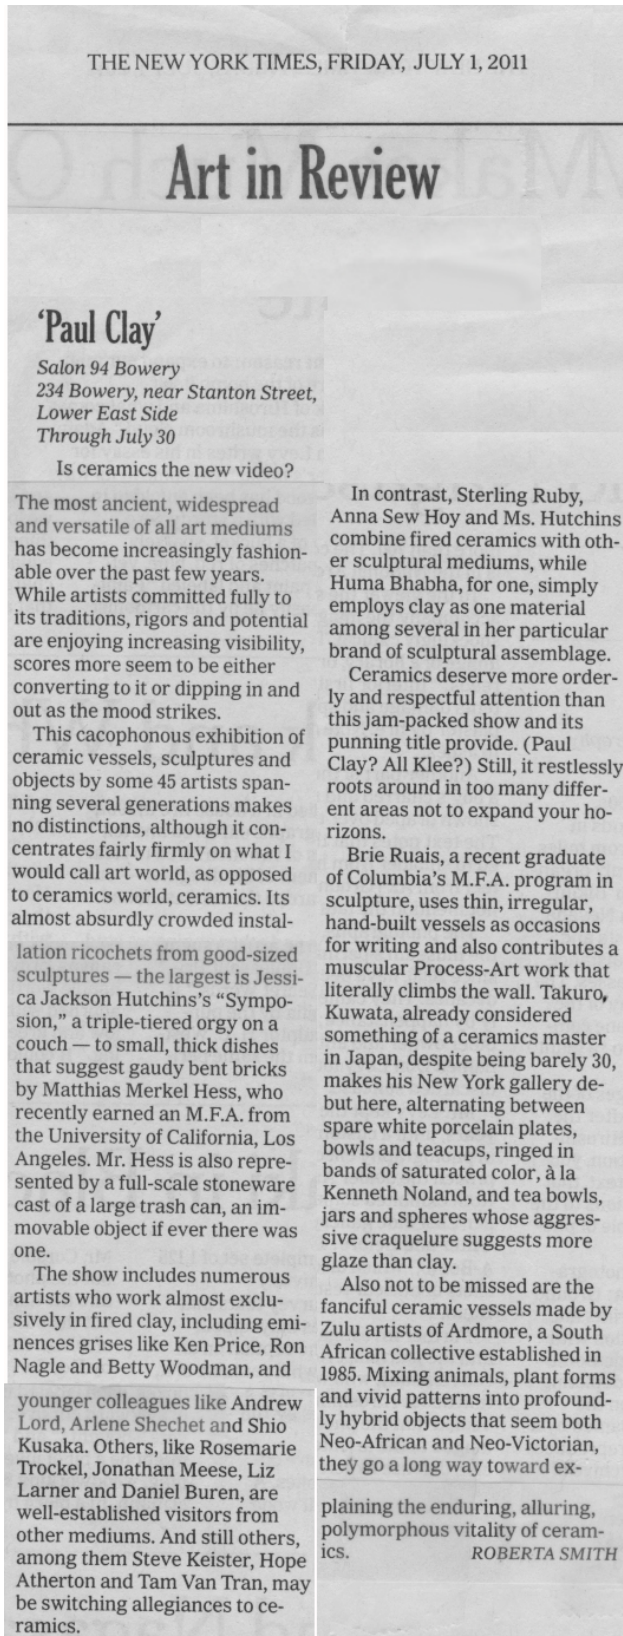 THE NEW YORK TIMES, FRIDAY, JULY 1, 2011
Art in Review
‘Paul Clay’
Salon 94 Bowery
234 Bowery, near Stanton Street,
Lower East Side
Through July 30
Is ceramics the new video?
The most ancient, widespread
and versatile of all art mediums
has become increasingly fashion-
able over the past few years.
While artists committed fully to
its traditions, rigors and potential
are enjoying increasing visibility,
scores more seem to be either
converting to it or dipping in and
out as the mood strikes.
This cacophonous exhibition of
ceramic vessels, sculptures and
objects by some 45 artists span-
ning several generations makes
no distinctions, although it con-
centrates fairly firmly on what I
would call art world, as opposed
to ceramics world, ceramics. Its
almost absurdly crowded instal-
lation ricochets from good-sized
sculptures — the largest is Jessi-
ca Jackson Hutchins’s “Sympo-
sion,” a triple-tiered orgy on a
couch — to small, thick dishes
that suggest gaudy bent bricks
by Matthias Merkel Hess, who
recently earned an M.F.A. from
the University of California, Los
Angeles. Mr. Hess is also repre-
sented by a full-scale stoneware
cast of a large trash can, an im-
movable object if ever there was
one.
The show includes numerous
artists who work almost exclu-
sively in fired clay, including emi-
nences grises like Ken Price, Ron
Nagle and Betty Woodman, and
younger colleagues like Andrew
Lord, Arlene Shechet and Shio
Kusaka. Others, like Rosemarie
Trockel, Jonathan Meese, Liz
Larner and Daniel Buren, are
well-established visitors from
other mediums. And still others,
among them Steve Keister, Hope
Atherton and Tam Van Tran, may
be switching allegiances to ce-
ramics.
In contrast, Sterling Ruby,
Anna Sew Hoy and Ms. Hutchins
combine fired ceramics with oth-
er sculptural mediums, while
Huma Bhabha, for one, simply
employs clay as one material
among several in her particular
brand of sculptural assemblage.
Ceramics deserve more order-
ly and respectful attention than
this jam-packed show and its
punning title provide. (Paul
Clay? All Klee?) Still, it restlessly
roots around in too many differ-
ent areas not to expand your ho-
rizons.
Brie Ruais, a recent graduate
of Columbia’s M.F.A. program in
sculpture, uses thin, irregular,
hand-built vessels as occasions
for writing and also contributes a
muscular Process-Art work that
literally climbs the wall. Takuro,
Kuwata, already considered
something of a ceramics master
in Japan, despite being barely 30,
makes his New York gallery de-
but here, alternating between
spare white porcelain plates,
bowls and teacups, ringed in
bands of saturated color, à la
Kenneth Noland, and tea bowls,
jars and spheres whose aggres-
sive craquelure suggests more
glaze than clay.
Also not to be missed are the
fanciful ceramic vessels made by
Zulu artists of Ardmore, a South
African collective established in
1985. Mixing animals, plant forms
and vivid patterns into profound-
ly hybrid objects that seem both
Neo-African and Neo-Victorian,
they go a long way toward ex-
plaining the enduring, alluring,
polymorphous vitality of ceram-
ics. ROBERTA SMITH